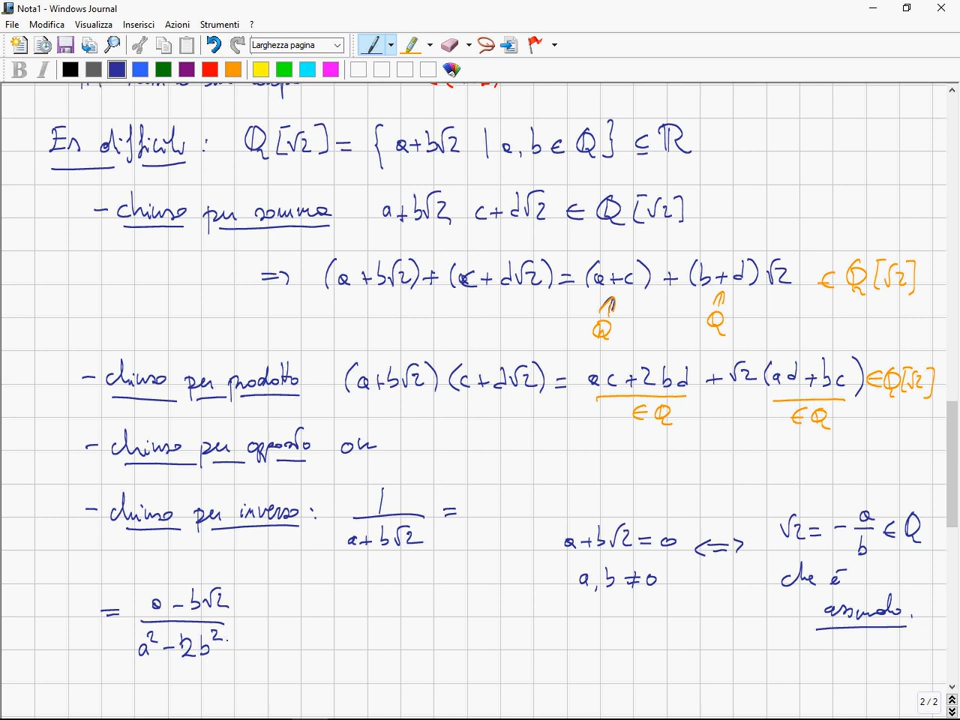 Nota1 - Windows Journal
File Modifica Visualizza Inserisci Azioni Strumenti ?
Larghezza pagina
B I
Es difficile : ℚ[√2] = { a+b√2 | a, b ∈ ℚ } ⊆ ℝ
- chiuso per somma a+b√2, c+d√2 ∈ ℚ[√2]
=> (a+b√2)+(c+d√2) = (a+c) + (b+d)√2 ∈ ℚ[√2]
ℚ ℚ
- chiuso per prodotto (a+b√2)(c+d√2) = ac+2bd + √2(ad+bc) ∈ ℚ[√2]
∈ ℚ ∈ ℚ
- chiuso per opposto ok
- chiuso per inverso : 1/(a+b√2) =
a+b√2 = 0 <=> √2 = - a/b ∈ ℚ
a, b ≠ 0 che è
assurdo.
= (a-b√2)/(a²-2b²)
2 / 2